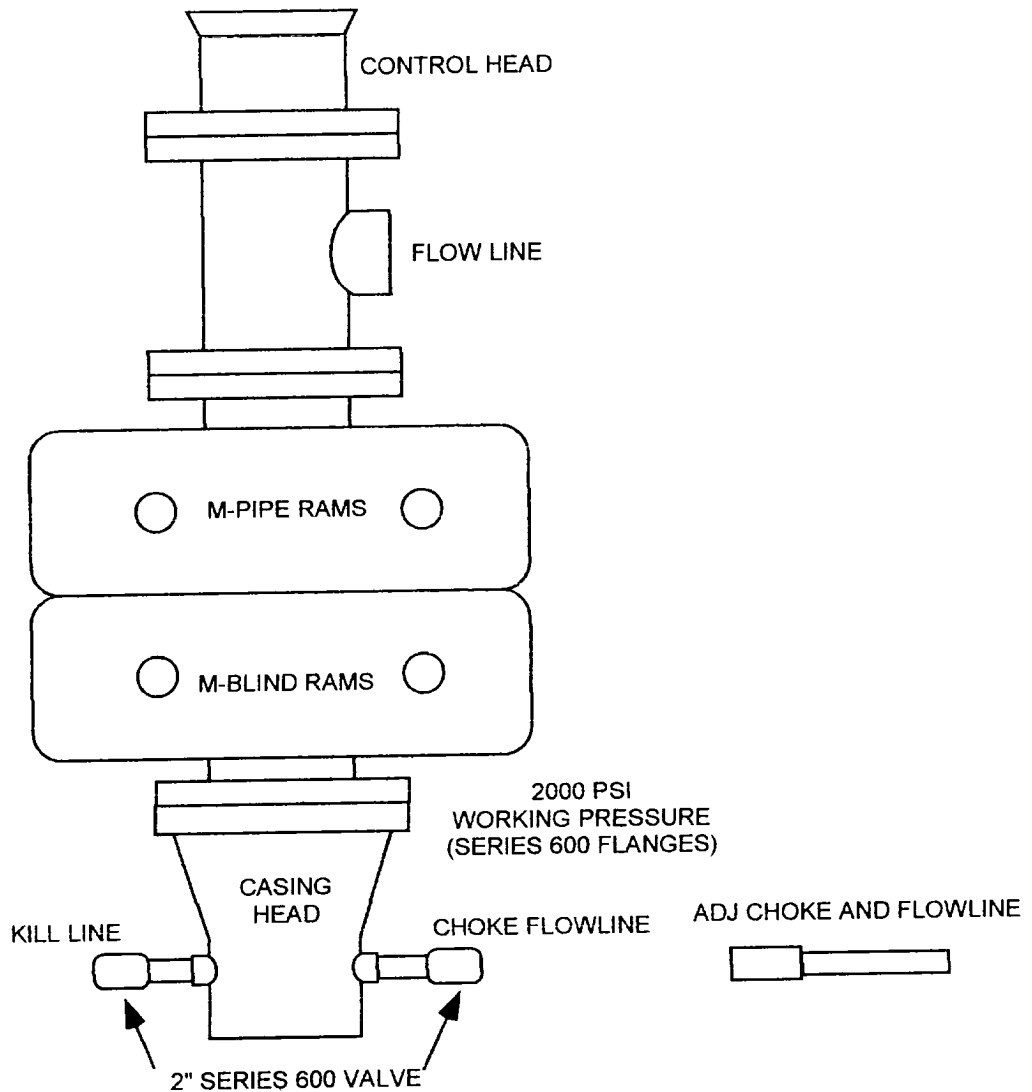 CONTROL HEAD
FLOW LINE
M-PIPE RAMS
M-BLIND RAMS
2000 PSI
WORKING PRESSURE
(SERIES 600 FLANGES)
CASING
HEAD
KILL LINE
CHOKE FLOWLINE
ADJ CHOKE AND FLOWLINE
2" SERIES 600 VALVE